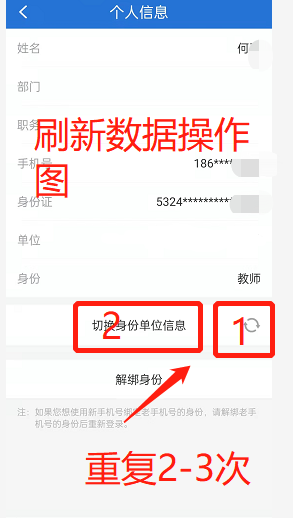 个人信息
姓名 何
部门
职务
刷新数据操作
图
手机号 186****
身份证 5324**********
单位
身份 教师
切换身份单位信息
2
1
解绑身份
注: 如果您想使用新手机号绑定老手机号的身份，请解绑老手
机号的身份后重新登录。
重复2-3次